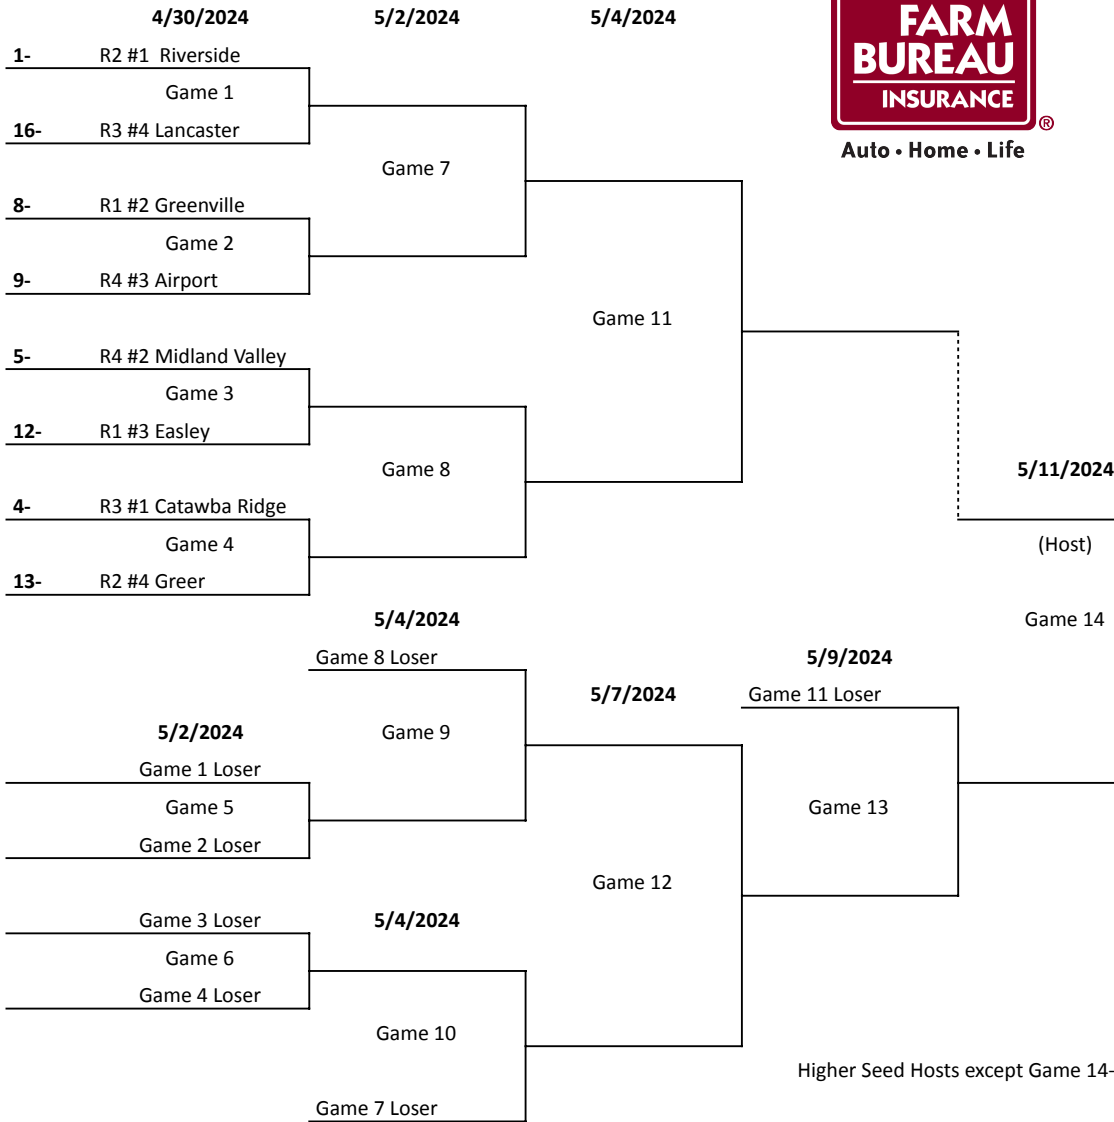 4/30/2024 5/2/2024 5/4/2024
FARM
BUREAU
INSURANCE
®
Auto • Home • Life
1- R2 #1 Riverside
Game 1
16- R3 #4 Lancaster
Game 7
8- R1 #2 Greenville
Game 2
9- R4 #3 Airport
Game 11
5- R4 #2 Midland Valley
Game 3
12- R1 #3 Easley
Game 8
5/11/2024
4- R3 #1 Catawba Ridge
Game 4
(Host)
13- R2 #4 Greer
5/4/2024
Game 14
Game 8 Loser
5/9/2024
5/7/2024
Game 11 Loser
5/2/2024
Game 9
Game 1 Loser
Game 5
Game 13
Game 2 Loser
Game 12
Game 3 Loser
5/4/2024
Game 6
Game 4 Loser
Game 10
Higher Seed Hosts except Game 14-
Game 7 Loser